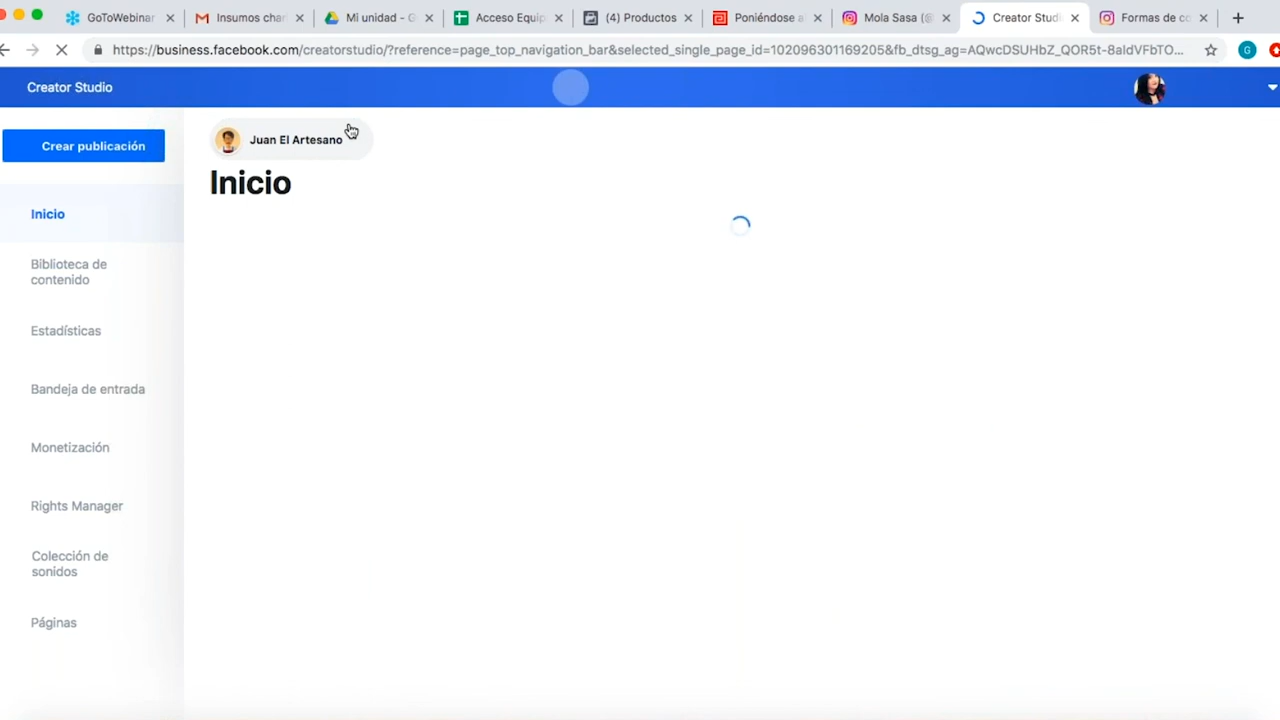 GoToWebinar
Insumos char
Mi unidad - G
Acceso Equip
(4) Productos
Poniéndose a
Mola Sasa (@
Creator Studi
Formas de co
https://business.facebook.com/creatorstudio/?reference=page_top_navigation_bar&selected_single_page_id=102096301169205&fb_dtsg_ag=AQwcDSUHbZ_QOR5t-8aldVFbTO...
G
Creator Studio
Crear publicación
Juan El Artesano
Inicio
Inicio
Biblioteca de
contenido
Estadísticas
Bandeja de entrada
Monetización
Rights Manager
Colección de
sonidos
Páginas